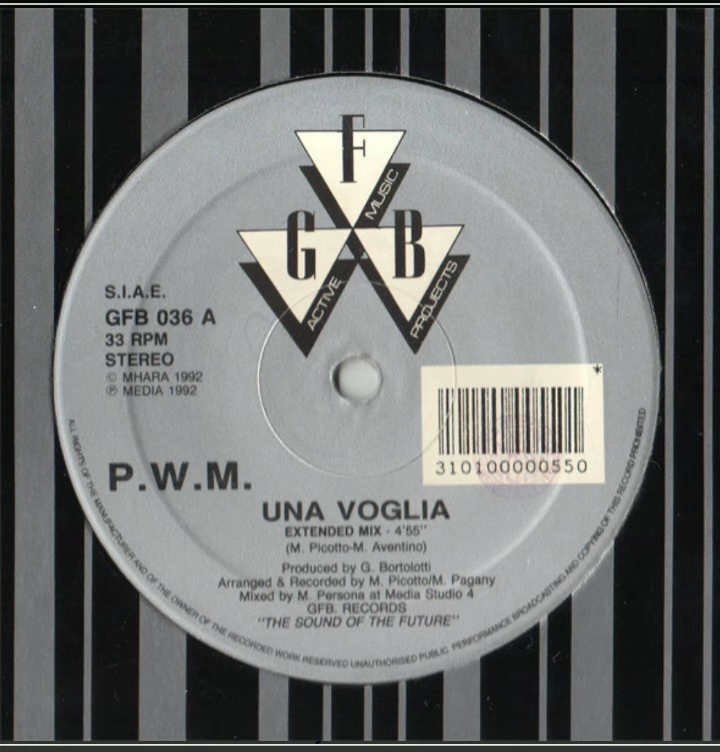 F
MUSIC
G
B
ACTIVE
PROJECTS
S.I.A.E.
GFB 036 A
33 RPM
STEREO
© MHARA 1992
℗ MEDIA 1992
*
310100000550
P.W.M.
UNA VOGLIA
EXTENDED MIX - 4'55"
(M. Picotto-M. Aventino)
Produced by G. Bortolotti
Arranged & Recorded by M. Picotto/M. Pagany
Mixed by M. Persona at Media Studio 4
GFB. RECORDS
"THE SOUND OF THE FUTURE"
ALL RIGHTS OF THE MANUFACTURER AND OF THE OWNER OF THE RECORDED WORK RESERVED UNAUTHORISED PUBLIC PERFORMANCE BROADCASTING AND COPYING OF THIS RECORD PROHIBITED